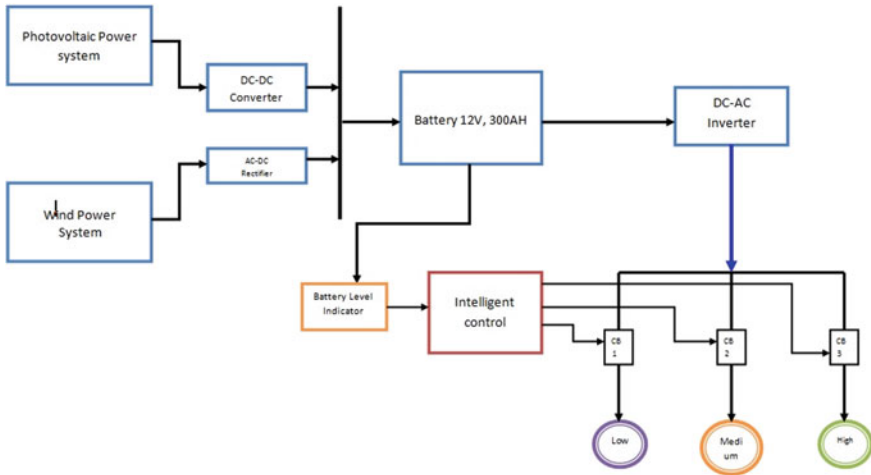 Photovoltaic Power
system
DC-DC
Converter
Battery 12V, 300AH
DC-AC
Inverter
AC-DC
Rectifier
Wind Power
System
Battery Level
Indicator
Intelligent
control
CB
1
CB
2
CB
3
Low
Medi
um
High